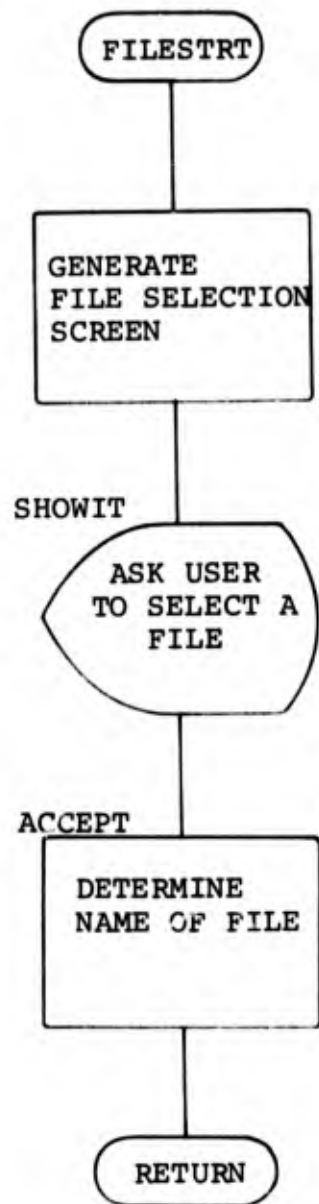 FILESTRT
GENERATE
FILE SELECTION
SCREEN
SHOWIT
ASK USER
TO SELECT A
FILE
ACCEPT
DETERMINE
NAME OF FILE
RETURN